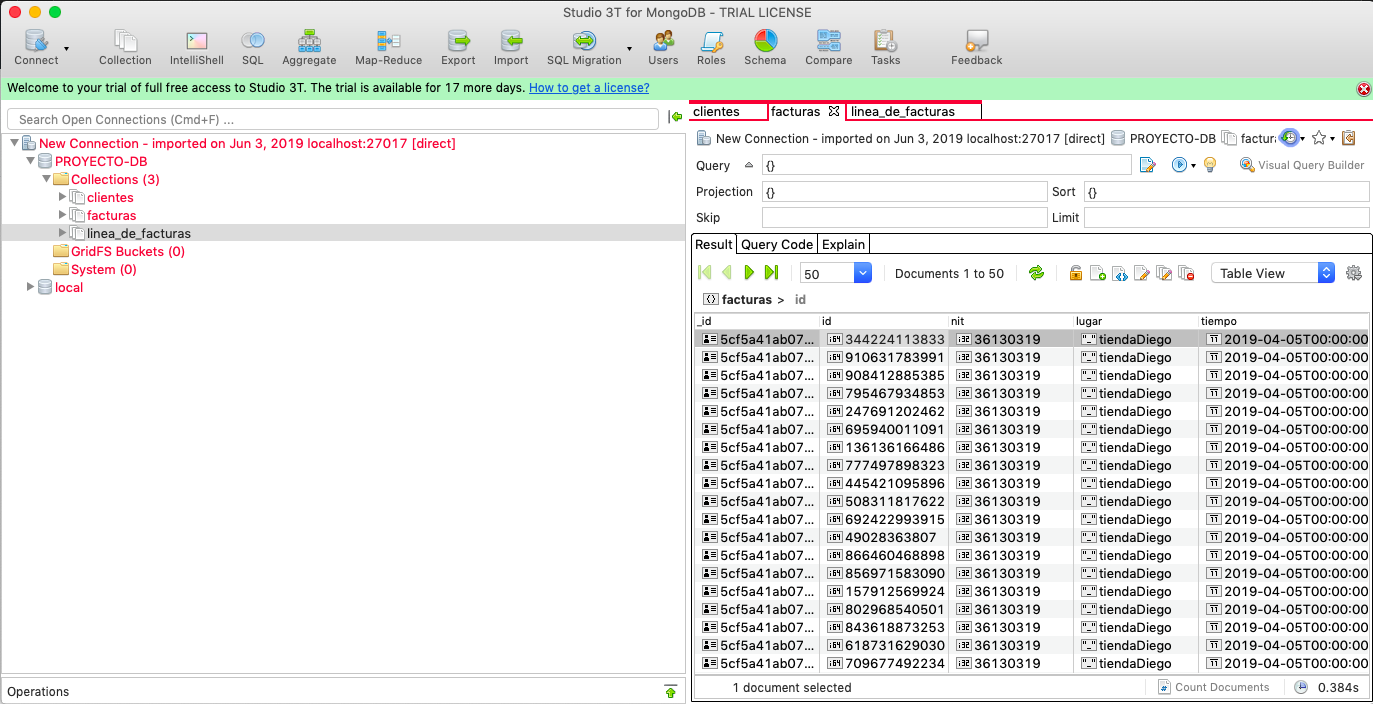 Studio 3T for MongoDB - TRIAL LICENSE
Connect Collection IntelliShell SQL Aggregate Map-Reduce Export Import SQL Migration Users Roles Schema Compare Tasks Feedback
Welcome to your trial of full free access to Studio 3T. The trial is available for 17 more days. How to get a license?
Search Open Connections (Cmd+F) ...
New Connection - imported on Jun 3, 2019 localhost:27017 [direct]
PROYECTO-DB
Collections (3)
clientes
facturas
linea_de_facturas
GridFS Buckets (0)
System (0)
local
Operations
clientes facturas linea_de_facturas
New Connection - imported on Jun 3, 2019 localhost:27017 [direct] PROYECTO-DB factura
Query {} Visual Query Builder
Projection {} Sort {}
Skip Limit
Result Query Code Explain
50 Documents 1 to 50 Table View
facturas > id
_id id nit lugar tiempo
5cf5a41ab07... 344224113833 36130319 tiendaDiego 2019-04-05T00:00:00
5cf5a41ab07... 910631783991 36130319 tiendaDiego 2019-04-05T00:00:00
5cf5a41ab07... 908412885385 36130319 tiendaDiego 2019-04-05T00:00:00
5cf5a41ab07... 795467934853 36130319 tiendaDiego 2019-04-05T00:00:00
5cf5a41ab07... 247691202462 36130319 tiendaDiego 2019-04-05T00:00:00
5cf5a41ab07... 695940011091 36130319 tiendaDiego 2019-04-05T00:00:00
5cf5a41ab07... 136136166486 36130319 tiendaDiego 2019-04-05T00:00:00
5cf5a41ab07... 777497898323 36130319 tiendaDiego 2019-04-05T00:00:00
5cf5a41ab07... 445421095896 36130319 tiendaDiego 2019-04-05T00:00:00
5cf5a41ab07... 508311817622 36130319 tiendaDiego 2019-04-05T00:00:00
5cf5a41ab07... 692422993915 36130319 tiendaDiego 2019-04-05T00:00:00
5cf5a41ab07... 49028363807 36130319 tiendaDiego 2019-04-05T00:00:00
5cf5a41ab07... 866460468898 36130319 tiendaDiego 2019-04-05T00:00:00
5cf5a41ab07... 856971583090 36130319 tiendaDiego 2019-04-05T00:00:00
5cf5a41ab07... 157912569924 36130319 tiendaDiego 2019-04-05T00:00:00
5cf5a41ab07... 802968540501 36130319 tiendaDiego 2019-04-05T00:00:00
5cf5a41ab07... 843618873253 36130319 tiendaDiego 2019-04-05T00:00:00
5cf5a41ab07... 618731629030 36130319 tiendaDiego 2019-04-05T00:00:00
5cf5a41ab07... 709677492234 36130319 tiendaDiego 2019-04-05T00:00:00
1 document selected Count Documents 0.384s